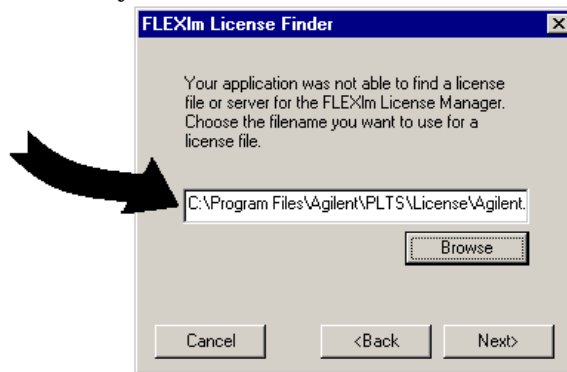 FLEXlm License Finder
Your application was not able to find a license
file or server for the FLEXlm License Manager.
Choose the filename you want to use for a
license file.
C:\Program Files\Agilent\PLTS\License\Agilent.
Browse
Cancel
<Back
Next>